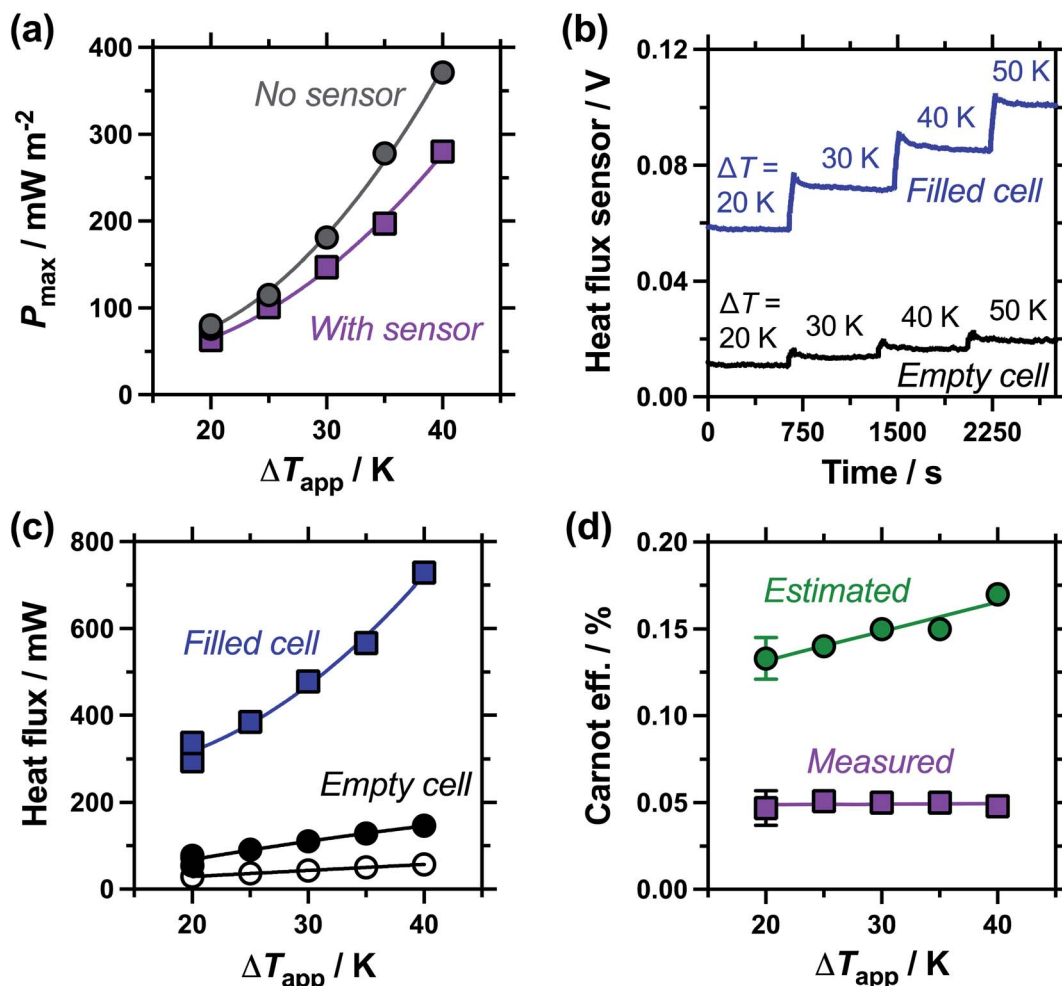 (a)
P_max / mW m⁻²
400
300
200
100
0
No sensor
With sensor
20 30 40
ΔT_app / K
(b)
Heat flux sensor / V
0.12
0.08
0.04
0.00
50 K
40 K
30 K
ΔT =
20 K
Filled cell
ΔT =
20 K
30 K
40 K
50 K
Empty cell
0 750 1500 2250
Time / s
(c)
Heat flux / mW
800
600
400
200
0
Filled cell
Empty cell
20 30 40
ΔT_app / K
(d)
Carnot eff. / %
0.20
0.15
0.10
0.05
0.00
Estimated
Measured
20 30 40
ΔT_app / K